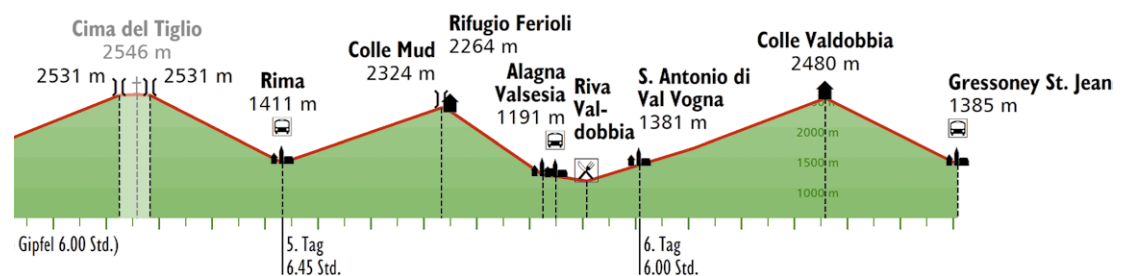 Cima del Tiglio
2546 m
2531 m
2531 m
Rima
1411 m
Colle Mud
2324 m
Rifugio Ferioli
2264 m
Alagna
Valsesia
1191 m
Riva
Val-
dobbia
S. Antonio di
Val Vogna
1381 m
Colle Valdobbia
2480 m
Gressoney St. Jean
1385 m
2000 m
1500 m
1000 m
Gipfel 6.00 Std.)
5. Tag
6.45 Std.
6. Tag
6.00 Std.